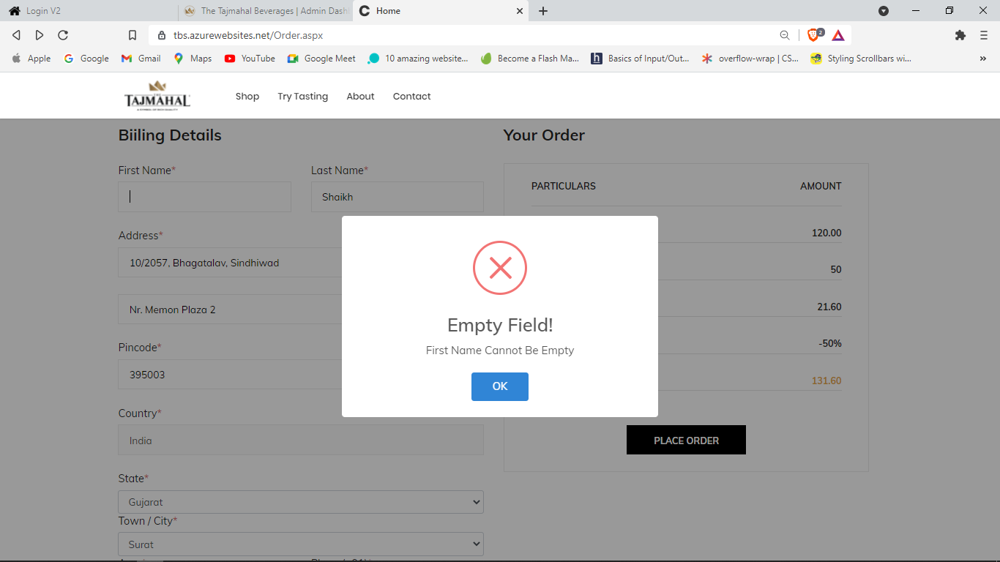 Login V2
The Tajmahal Beverages | Admin Dash
Home
tbs.azurewebsites.net/Order.aspx
2
Apple
Google
Gmail
Maps
YouTube
Google Meet
10 amazing website...
Become a Flash Ma...
h
Basics of Input/Out...
overflow-wrap | CS...
Styling Scrollbars wi...
»
THE
TAJMAHAL
Shop
Try Tasting
About
Contact
Biiling Details
First Name*
Last Name*
Shaikh
Address*
10/2057, Bhagatalav, Sindhiwad
Nr. Memon Plaza 2
Pincode*
395003
Country*
India
State*
Gujarat
Town / City*
Surat
Your Order
PARTICULARS
AMOUNT
120.00
50
21.60
-50%
131.60
PLACE ORDER
Empty Field!
First Name Cannot Be Empty
OK